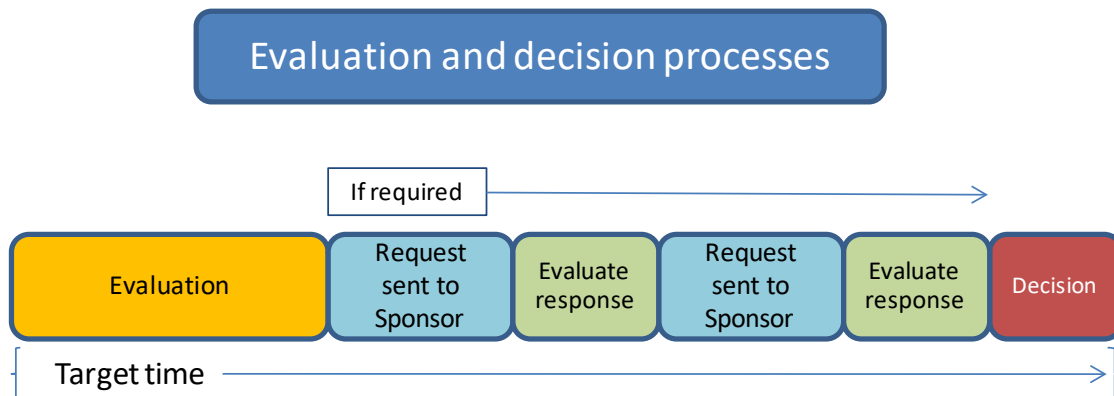 Evaluation and decision processes
If required
Evaluation
Request
sent to
Sponsor
Evaluate
response
Request
sent to
Sponsor
Evaluate
response
Decision
Target time